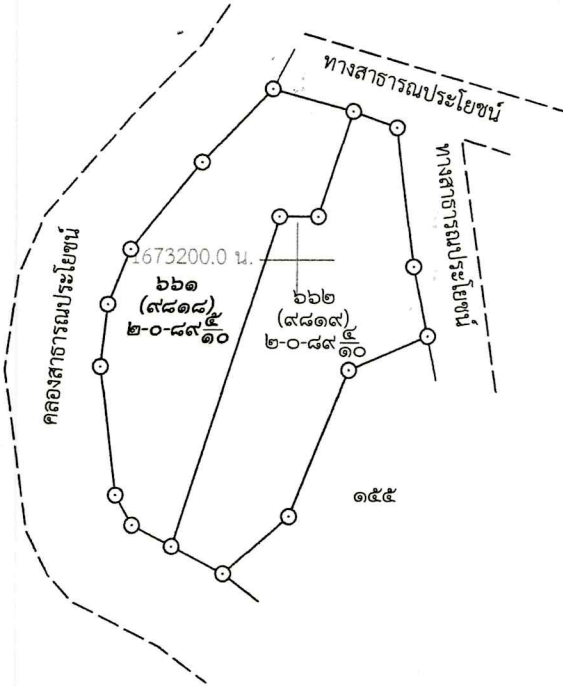 ทางสาธารณประโยชน์
ทางสาธารณประโยชน์
คลองสาธารณประโยชน์
1673200.0 น.
๖๖๑
(๙๘๑๘)
๒-๐-๘๙ ๕/๑๐
๖๖๒
(๙๘๑๙)
๒-๐-๘๙ ๕/๑๐
๑๕๕